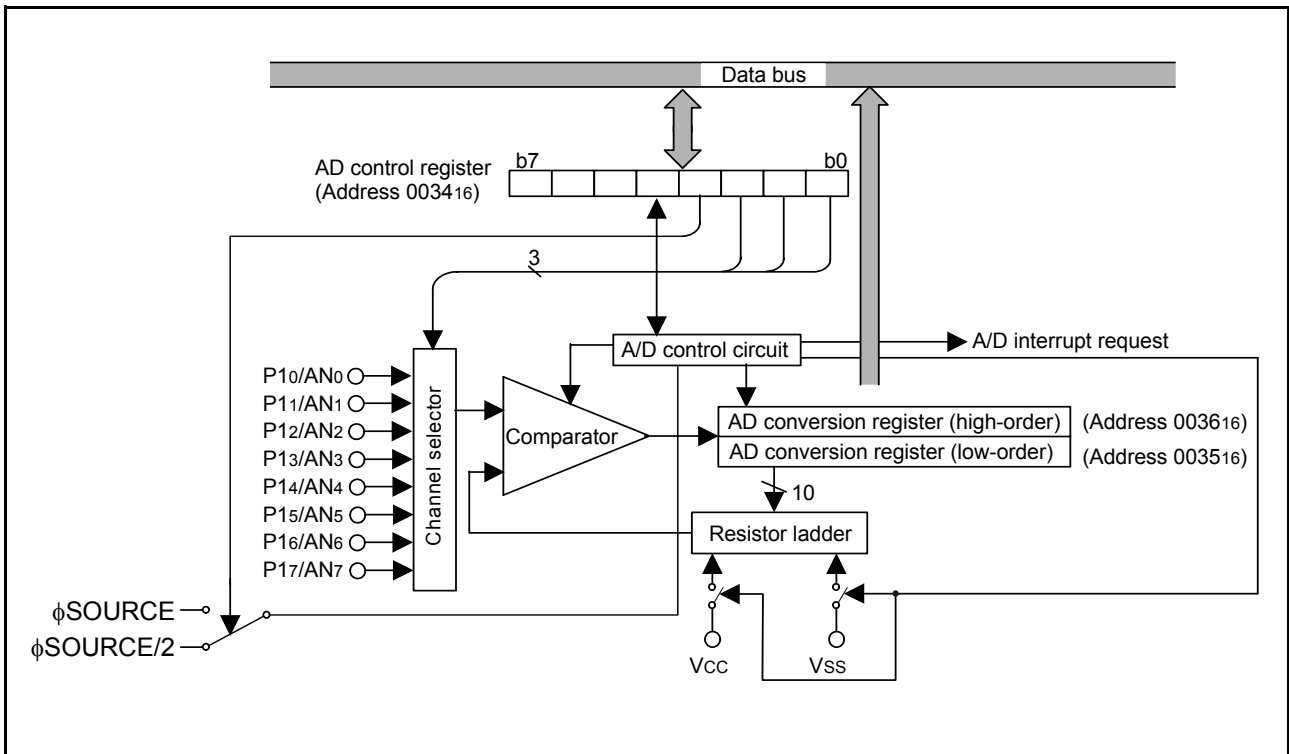 Data bus
b7 b0
AD control register
(Address 003416)
3
A/D control circuit
A/D interrupt request
P10/AN0
P11/AN1
P12/AN2
P13/AN3
P14/AN4
P15/AN5
P16/AN6
P17/AN7
Channel selector
Comparator
AD conversion register (high-order) (Address 003616)
AD conversion register (low-order) (Address 003516)
10
Resistor ladder
φSOURCE
φSOURCE/2
VCC VSS